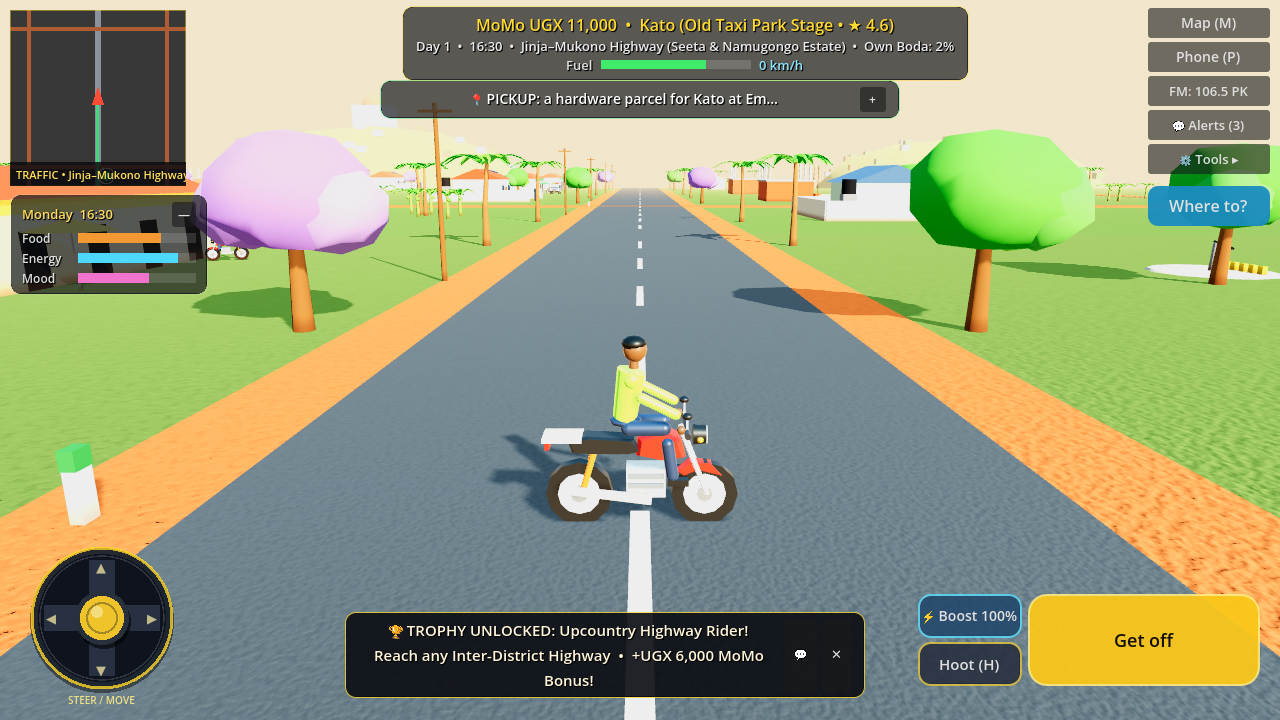 MoMo UGX 11,000 • Kato (Old Taxi Park Stage • ★ 4.6)
Day 1 • 16:30 • Jinja–Mukono Highway (Seeta & Namugongo Estate) • Own Boda: 2%
Fuel 0 km/h
📍 PICKUP: a hardware parcel for Kato at Em... +
Map (M)
Phone (P)
FM: 106.5 PK
💬 Alerts (3)
⚙️ Tools ▸
Where to?
TRAFFIC • Jinja–Mukono Highway
Monday 16:30 —
Food
Energy
Mood
STEER / MOVE
🏆 TROPHY UNLOCKED: Upcountry Highway Rider!
Reach any Inter-District Highway • +UGX 6,000 MoMo
Bonus!
⚡ Boost 100%
Hoot (H)
Get off